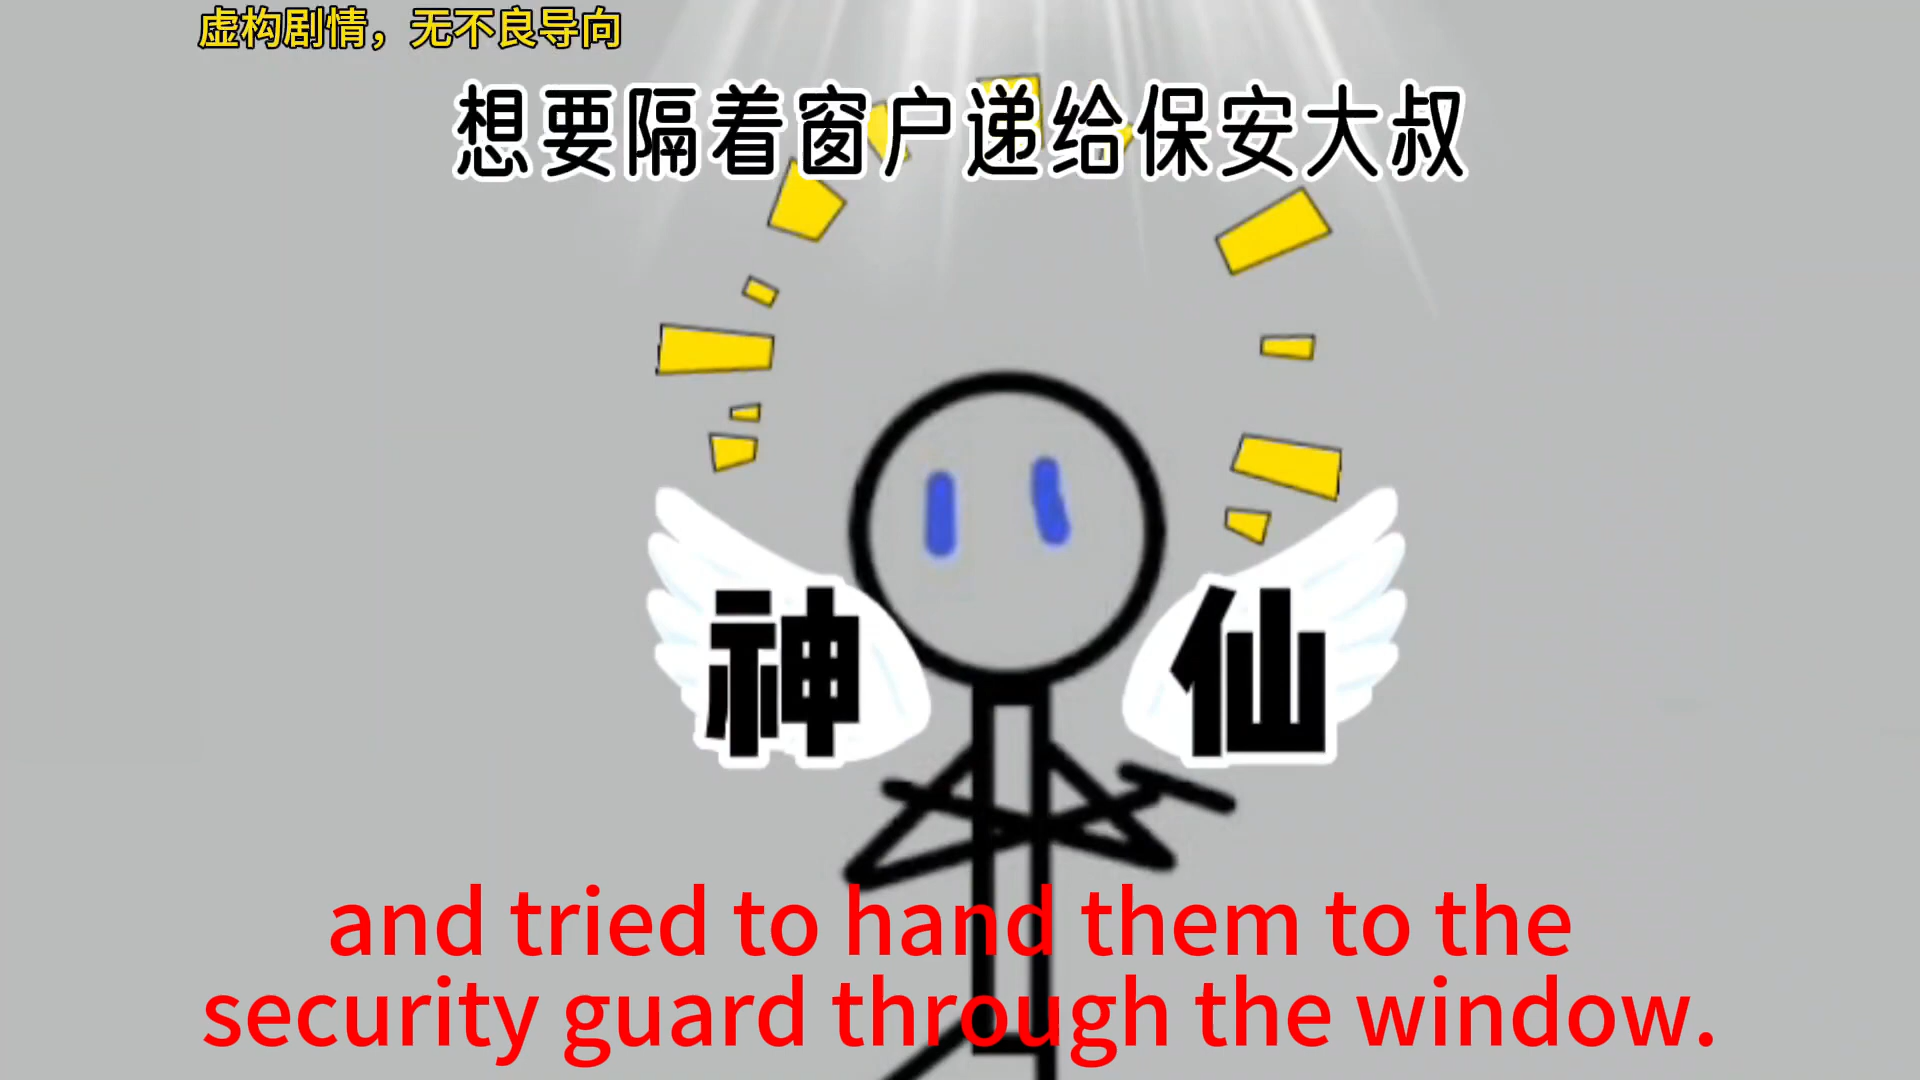 虚构剧情，无不良导向
想要隔着窗户递给保安大叔
神 仙
and tried to hand them to the
security guard through the window.